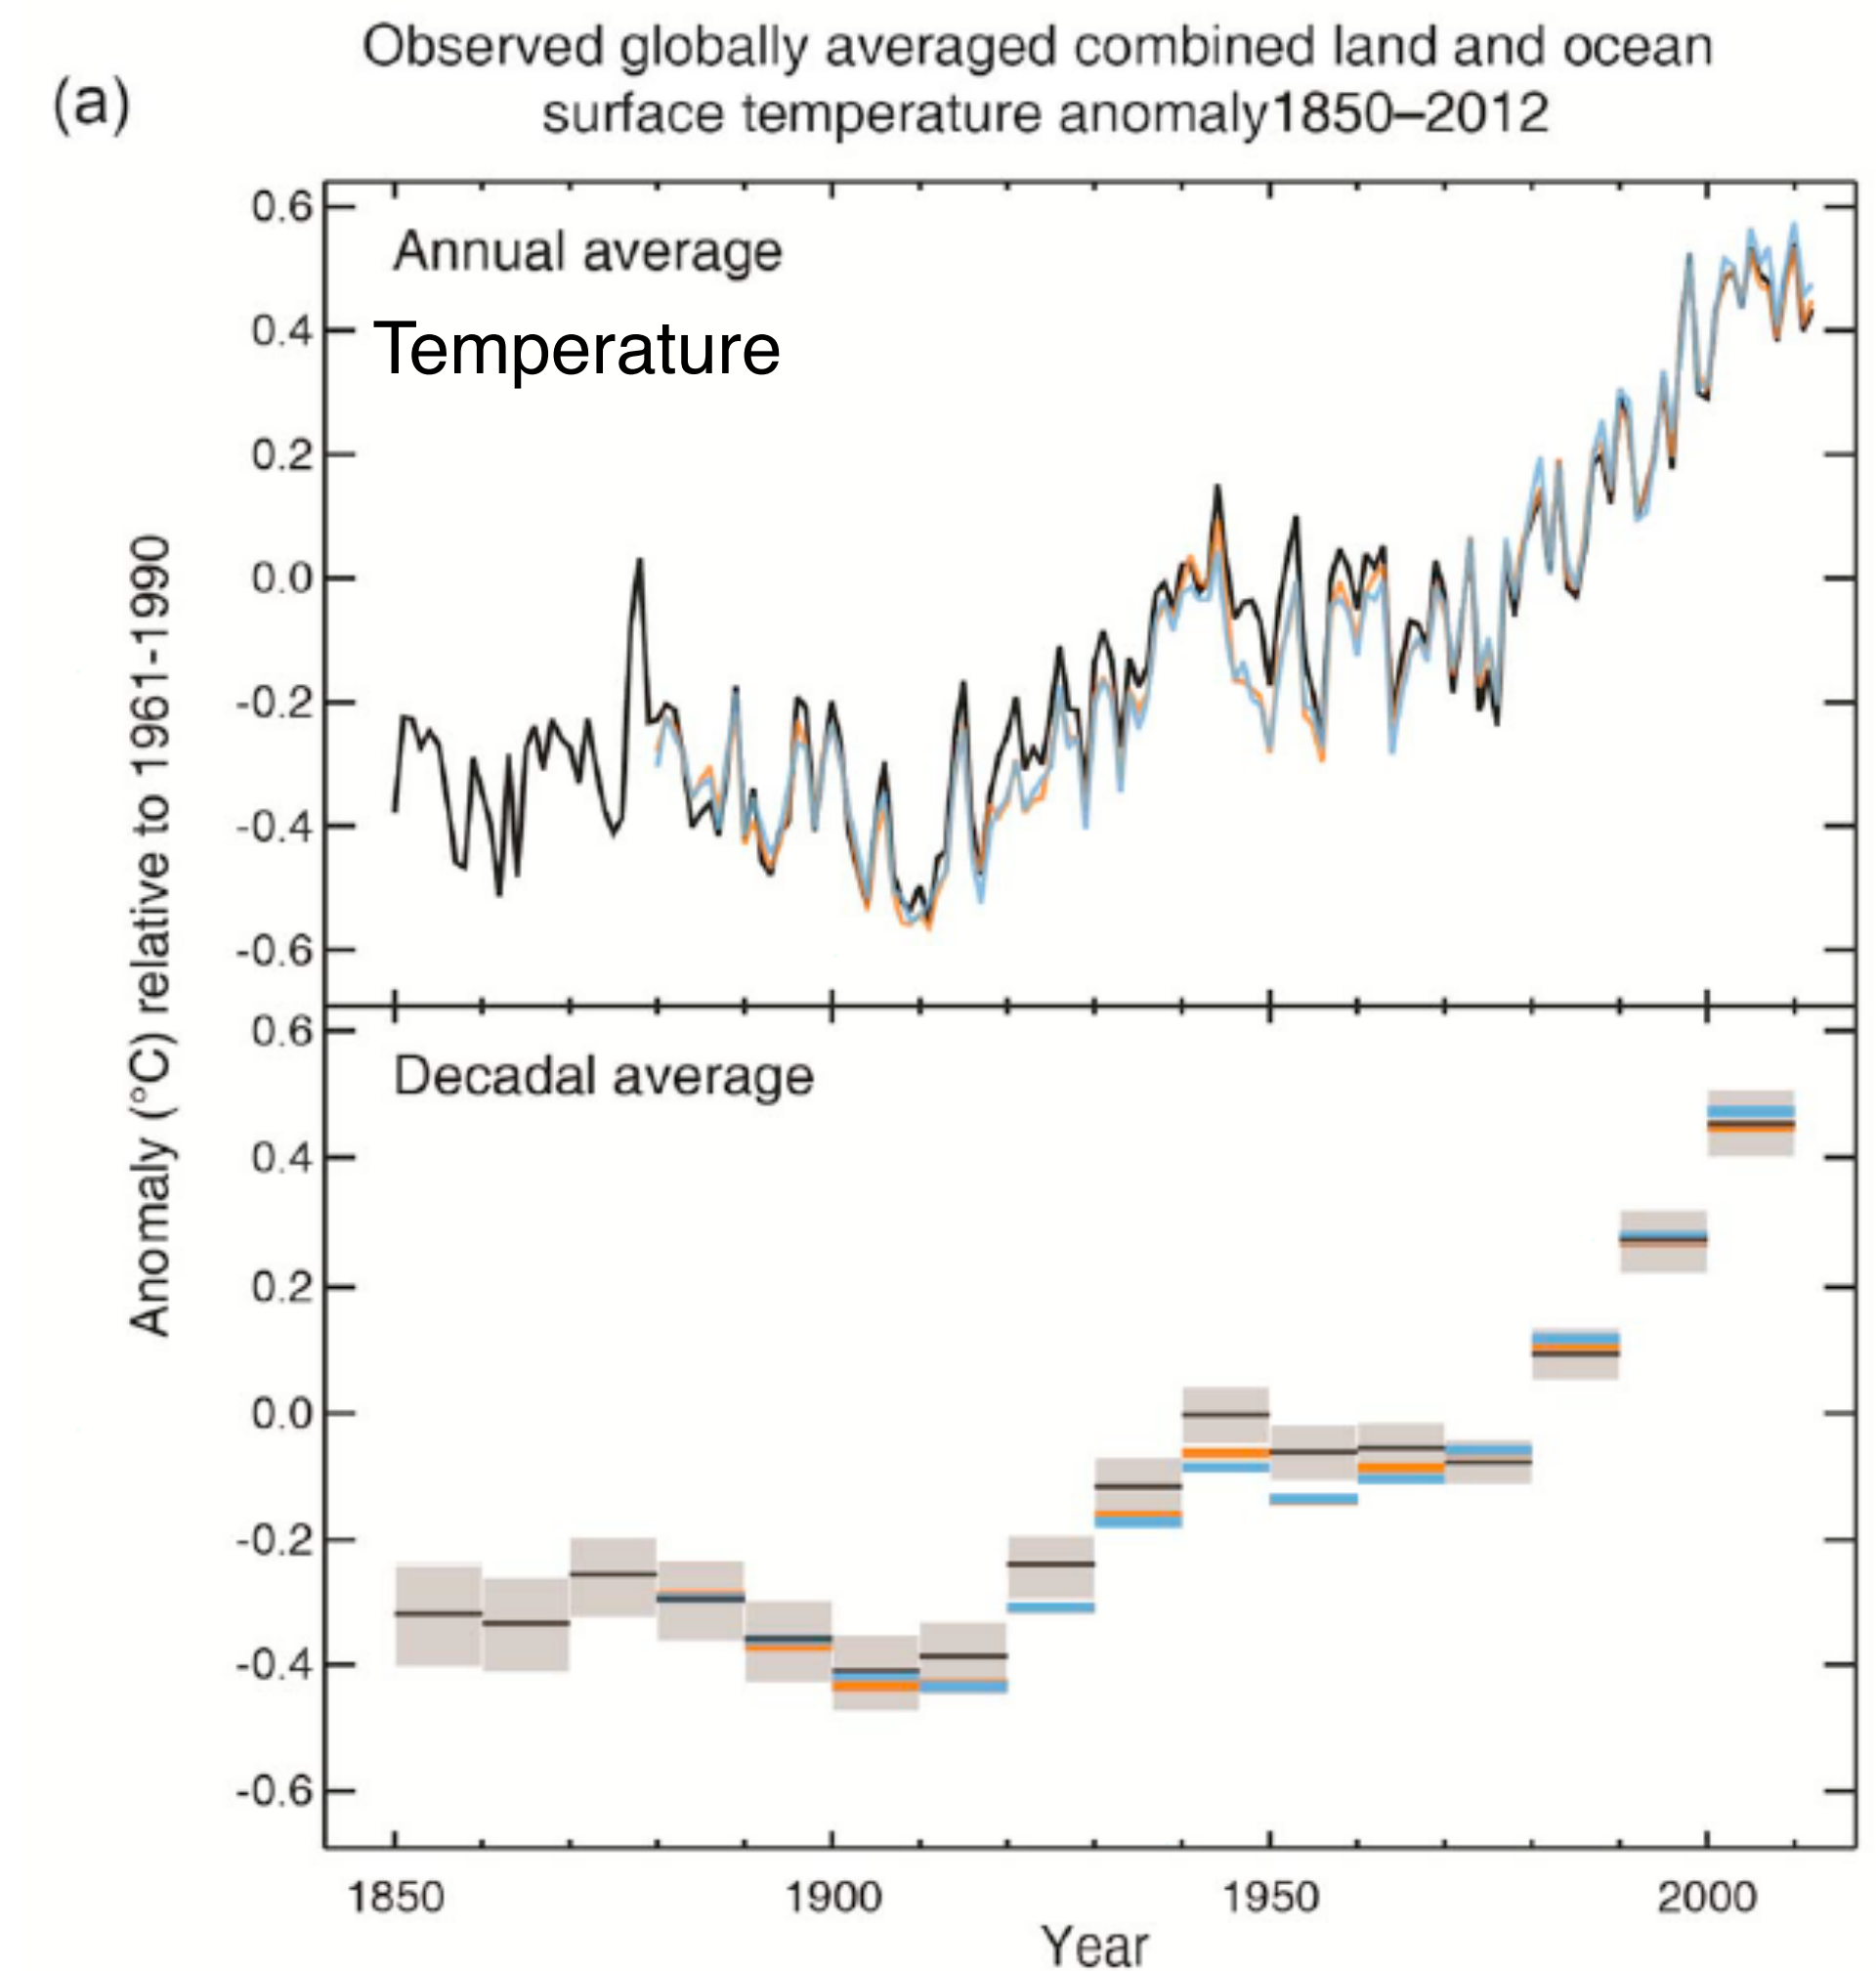 Observed globally averaged combined land and ocean
(a)
surface temperature anomaly1850–2012
Annual average
Temperature
0.6
0.4
0.2
0.0
-0.2
-0.4
-0.6
Anomaly (°C) relative to 1961-1990
Decadal average
0.6
0.4
0.2
0.0
-0.2
-0.4
-0.6
1850 1900 1950 2000
Year